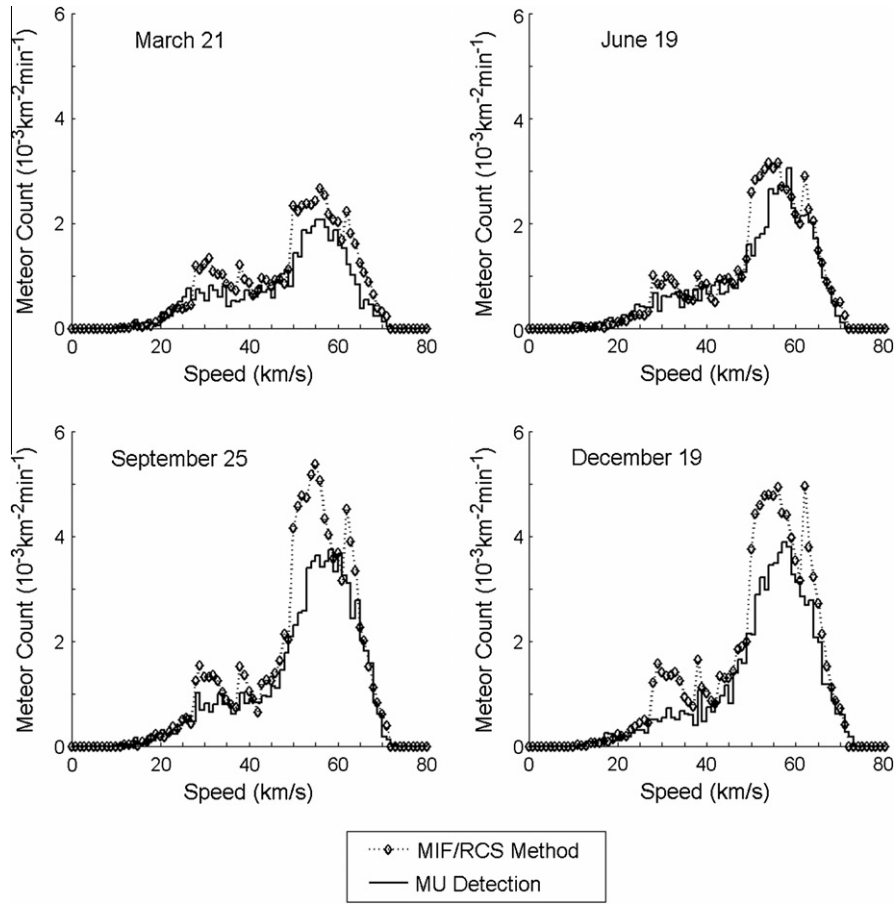 March 21
Meteor Count (10⁻³km⁻²min⁻¹)
6
4
2
0
0 20 40 60 80
Speed (km/s)
June 19
Meteor Count (10⁻³km⁻²min⁻¹)
6
4
2
0
0 20 40 60 80
Speed (km/s)
September 25
Meteor Count (10⁻³km⁻²min⁻¹)
6
4
2
0
0 20 40 60 80
Speed (km/s)
December 19
Meteor Count (10⁻³km⁻²min⁻¹)
6
4
2
0
0 20 40 60 80
Speed (km/s)
MIF/RCS Method
MU Detection